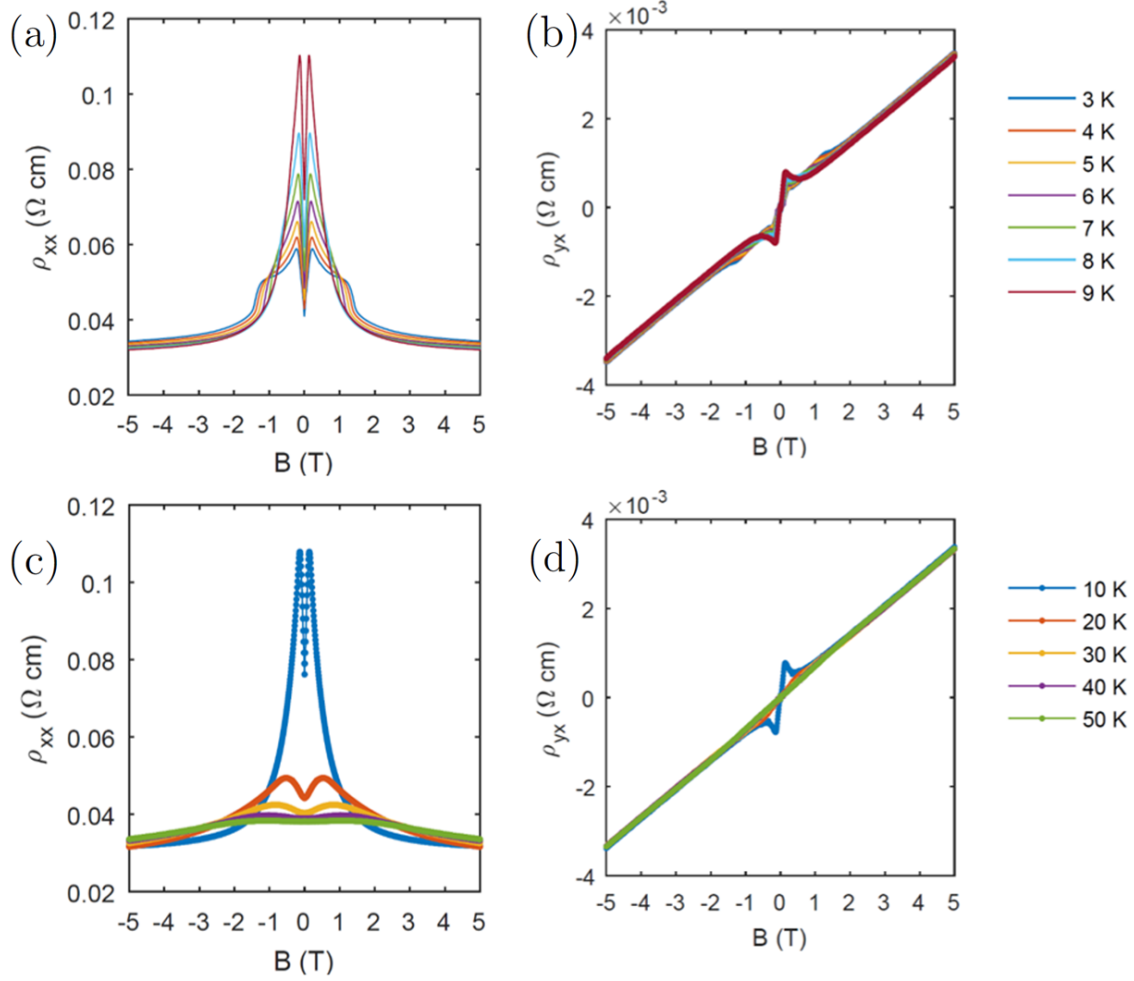 (a)
0.12
0.1
0.08
0.06
0.04
0.02
ρxx (Ω cm)
-5 -4 -3 -2 -1 0 1 2 3 4 5
B (T)
(b)
×10⁻³
4
2
0
-2
-4
ρyx (Ω cm)
-5 -4 -3 -2 -1 0 1 2 3 4 5
B (T)
3 K
4 K
5 K
6 K
7 K
8 K
9 K
(c)
0.12
0.1
0.08
0.06
0.04
0.02
ρxx (Ω cm)
-5 -4 -3 -2 -1 0 1 2 3 4 5
B (T)
(d)
×10⁻³
4
2
0
-2
-4
ρyx (Ω cm)
-5 -4 -3 -2 -1 0 1 2 3 4 5
B (T)
10 K
20 K
30 K
40 K
50 K